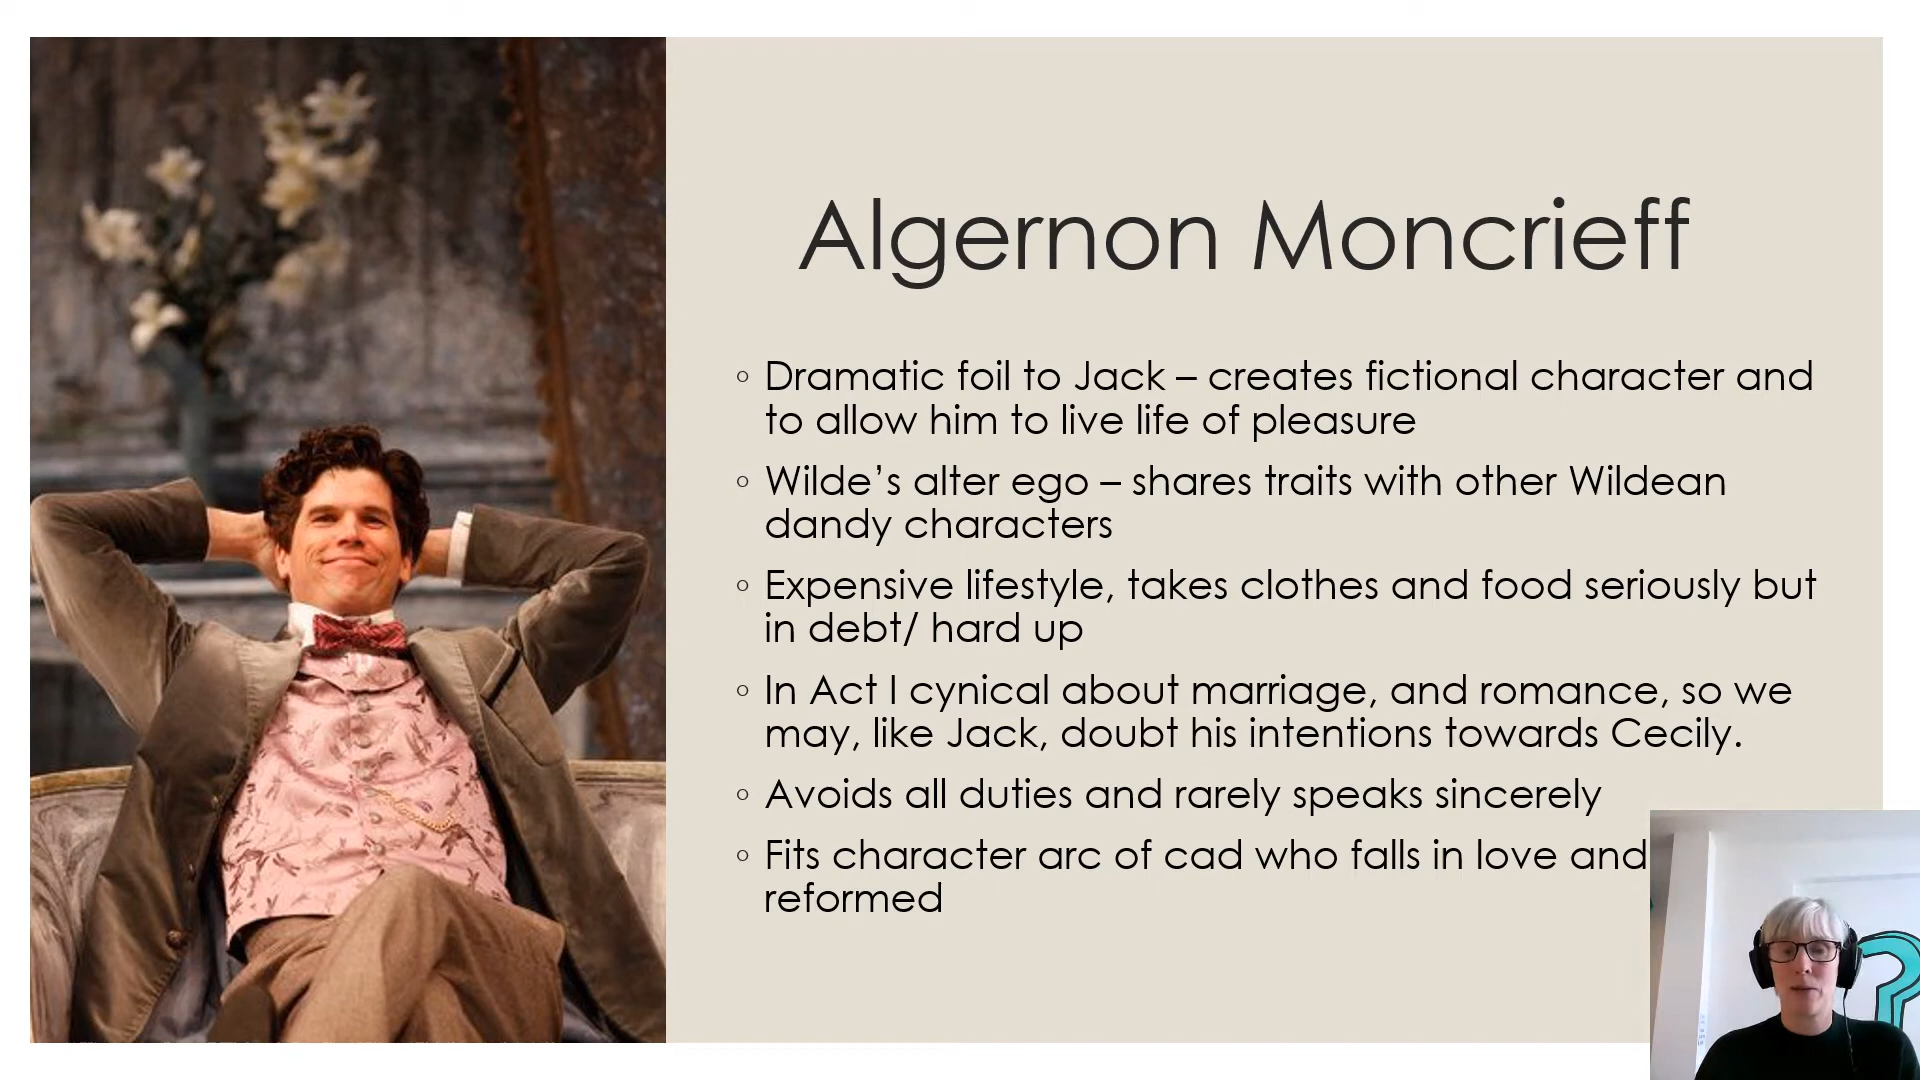 Algernon Moncrieff
◦ Dramatic foil to Jack – creates fictional character and
to allow him to live life of pleasure
◦ Wilde’s alter ego – shares traits with other Wildean
dandy characters
◦ Expensive lifestyle, takes clothes and food seriously but
in debt/ hard up
◦ In Act I cynical about marriage, and romance, so we
may, like Jack, doubt his intentions towards Cecily.
◦ Avoids all duties and rarely speaks sincerely
◦ Fits character arc of cad who falls in love and
reformed
?